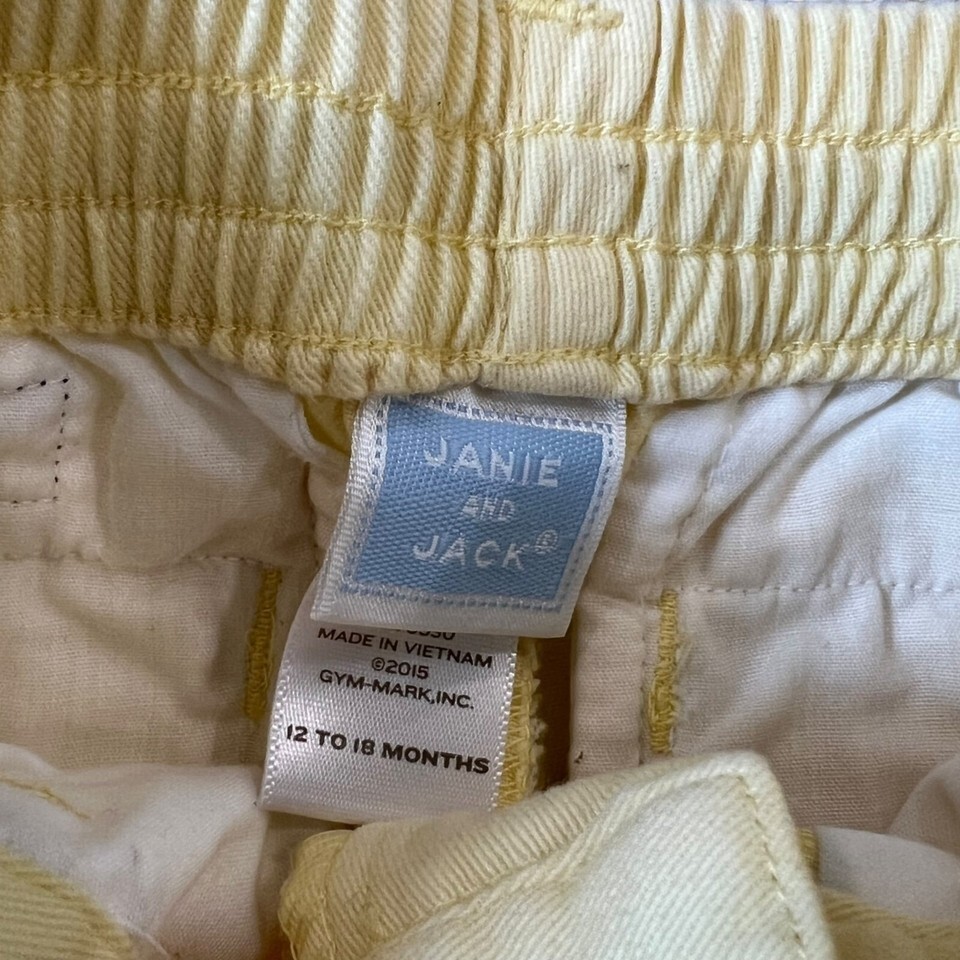 JANIE
AND
JACK®
MADE IN VIETNAM
©2015
GYM-MARK,INC.
12 TO 18 MONTHS